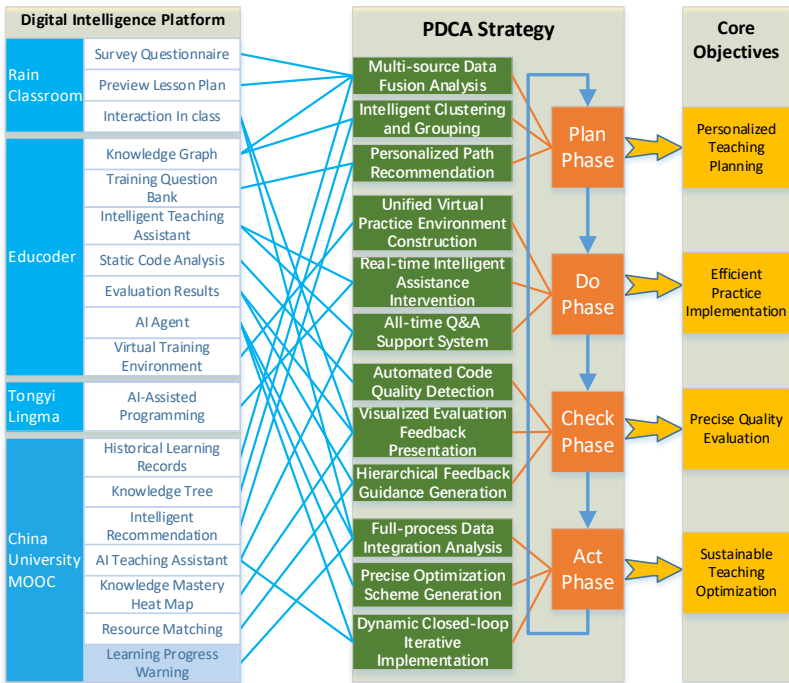 Digital Intelligence Platform
Rain
Classroom
Survey Questionnaire
Preview Lesson Plan
Interaction In class
Educoder
Knowledge Graph
Training Question
Bank
Intelligent Teaching
Assistant
Static Code Analysis
Evaluation Results
AI Agent
Virtual Training
Environment
Tongyi
Lingma
AI-Assisted
Programming
China
University
MOOC
Historical Learning
Records
Knowledge Tree
Intelligent
Recommendation
AI Teaching Assistant
Knowledge Mastery
Heat Map
Resource Matching
Learning Progress
Warning
PDCA Strategy
Multi-source Data
Fusion Analysis
Intelligent Clustering
and Grouping
Personalized Path
Recommendation
Unified Virtual
Practice Environment
Construction
Real-time Intelligent
Assistance
Intervention
All-time Q&A
Support System
Automated Code
Quality Detection
Visualized Evaluation
Feedback
Presentation
Hierarchical Feedback
Guidance Generation
Full-process Data
Integration Analysis
Precise Optimization
Scheme Generation
Dynamic Closed-loop
Iterative
Implementation
Plan
Phase
Do
Phase
Check
Phase
Act
Phase
Core
Objectives
Personalized
Teaching
Planning
Efficient
Practice
Implementation
Precise Quality
Evaluation
Sustainable
Teaching
Optimization